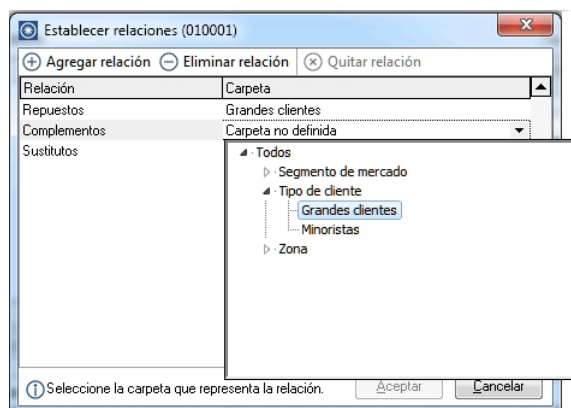 Establecer relaciones (010001)
Agregar relación Eliminar relación Quitar relación
Relación Carpeta
Repuestos Grandes clientes
Complementos Carpeta no definida
Sustitutos
Todos
Segmento de mercado
Tipo de cliente
Grandes clientes
Minoristas
Zona
Seleccione la carpeta que representa la relación. Aceptar Cancelar